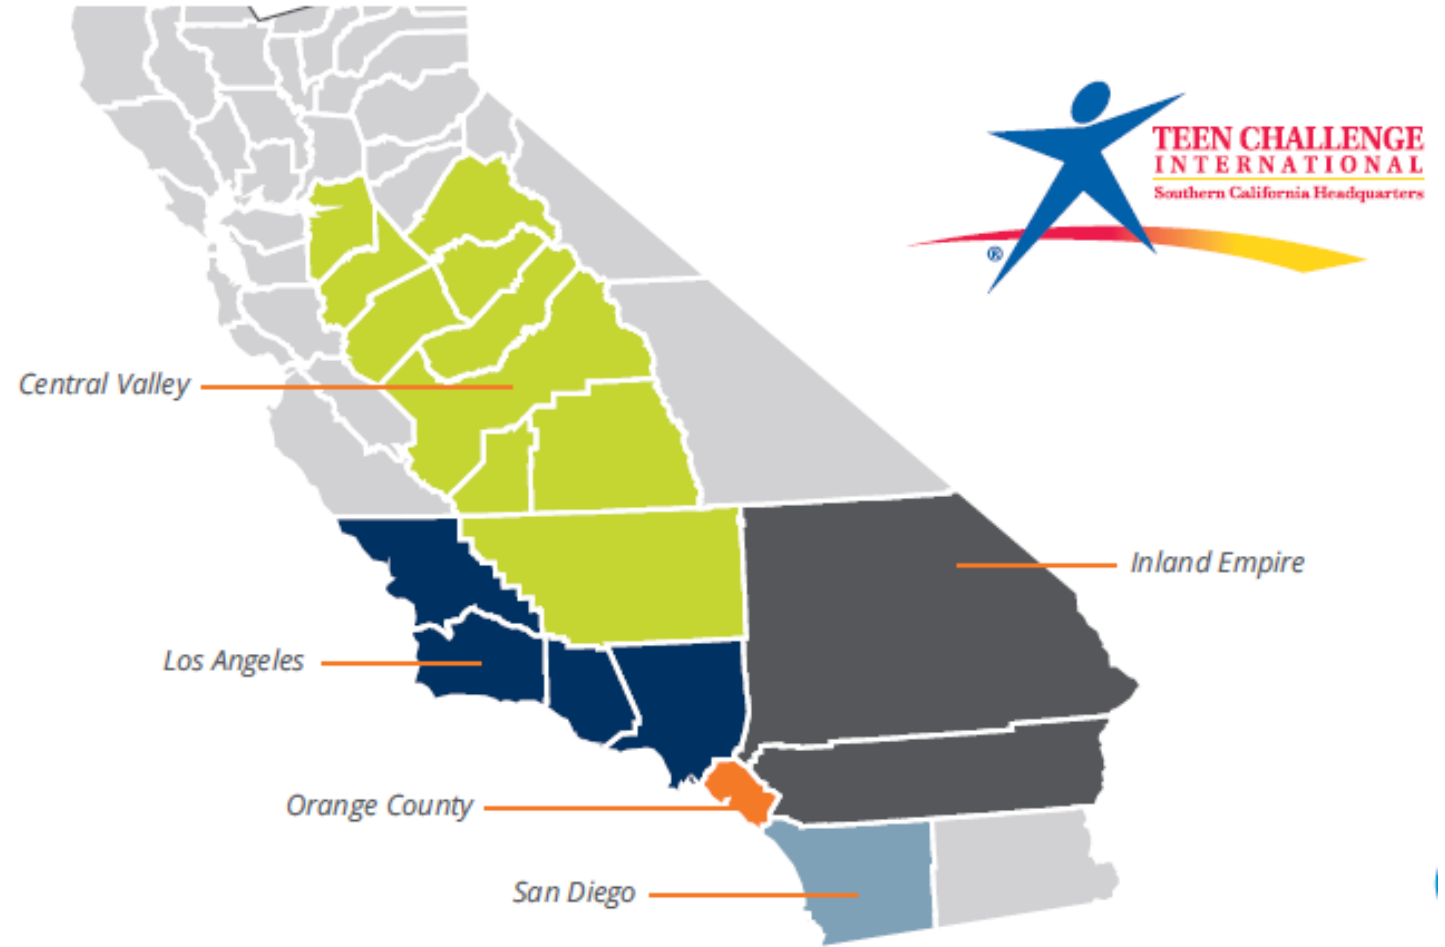 TEEN CHALLENGE
INTERNATIONAL
Southern California Headquarters
®
Central Valley
Inland Empire
Los Angeles
Orange County
San Diego